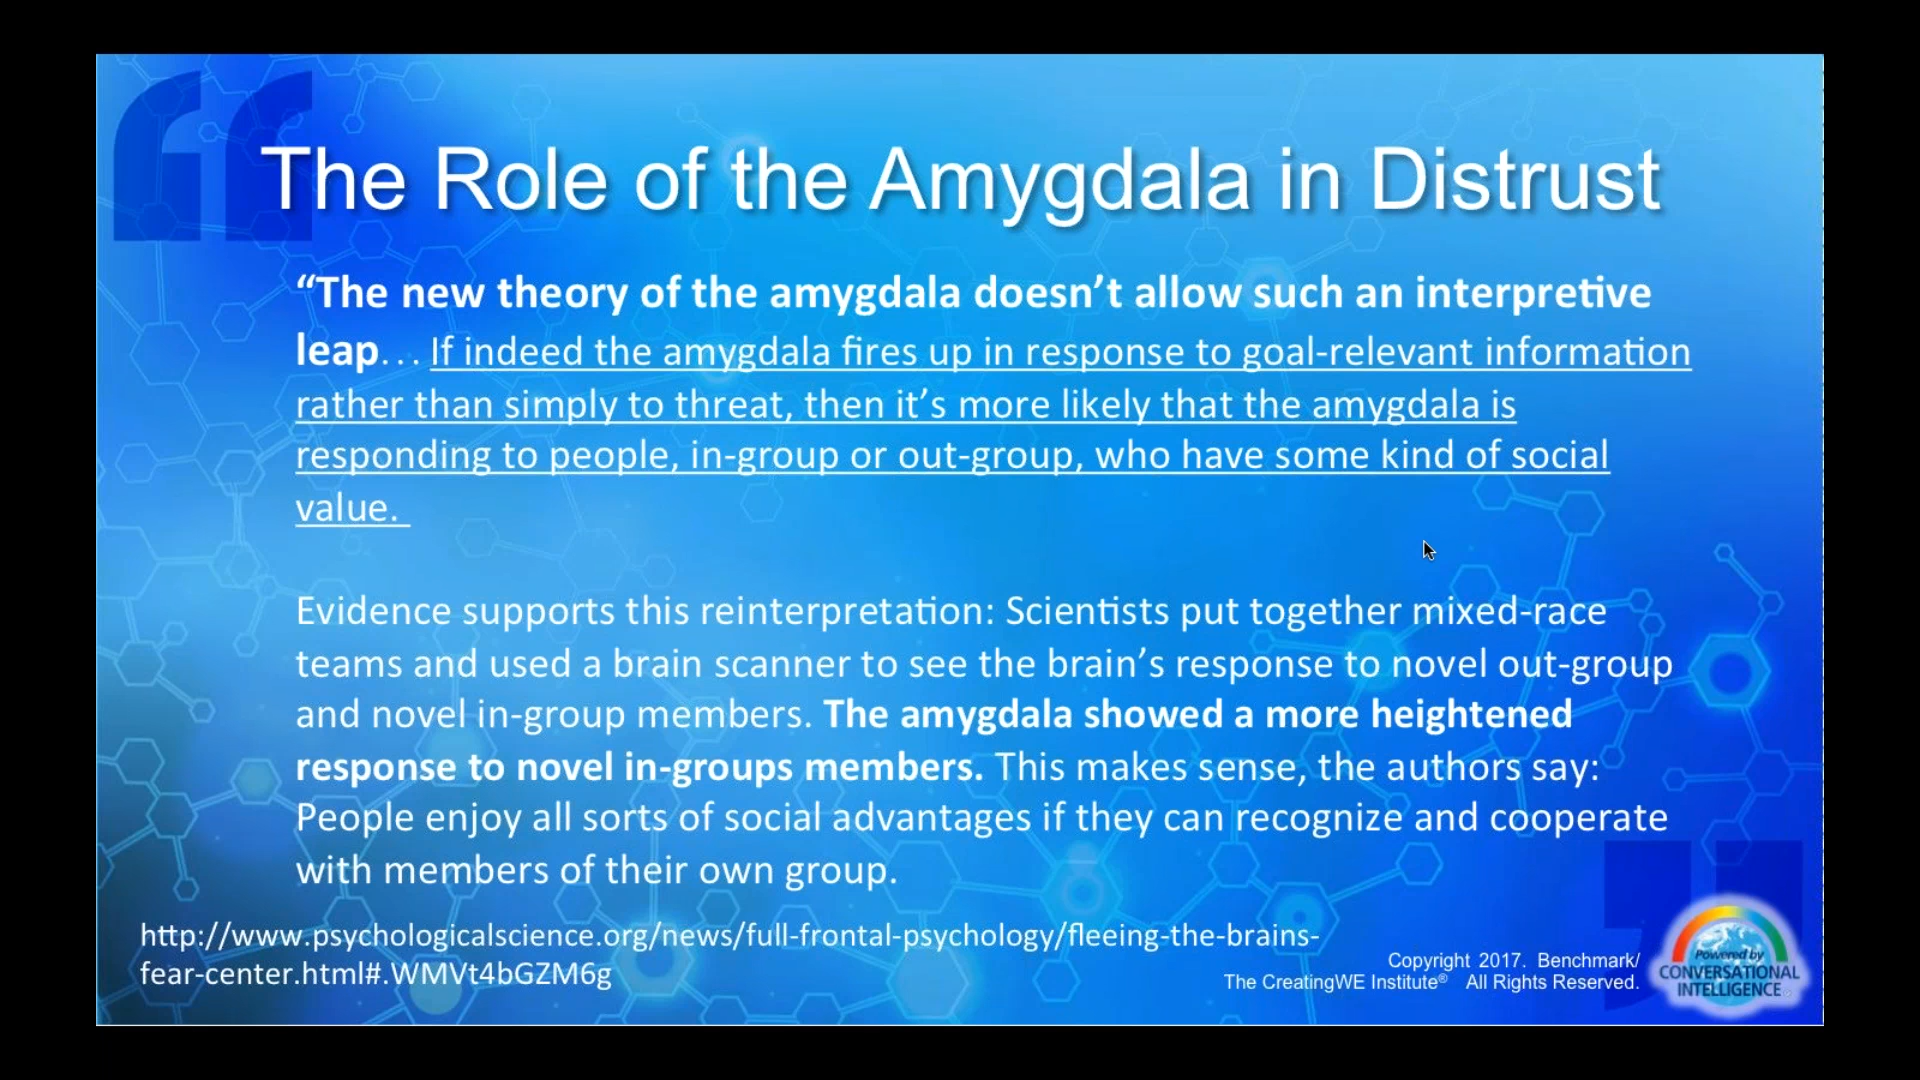 The Role of the Amygdala in Distrust
“The new theory of the amygdala doesn’t allow such an interpretive
leap... If indeed the amygdala fires up in response to goal-relevant information
rather than simply to threat, then it’s more likely that the amygdala is
responding to people, in-group or out-group, who have some kind of social
value.
Evidence supports this reinterpretation: Scientists put together mixed-race
teams and used a brain scanner to see the brain’s response to novel out-group
and novel in-group members. The amygdala showed a more heightened
response to novel in-groups members. This makes sense, the authors say:
People enjoy all sorts of social advantages if they can recognize and cooperate
with members of their own group.
http://www.psychologicalscience.org/news/full-frontal-psychology/fleeing-the-brains-
fear-center.html#.WMVt4bGZM6g
Copyright 2017. Benchmark/
The CreatingWE Institute® All Rights Reserved.
Powered by
CONVERSATIONAL
INTELLIGENCE